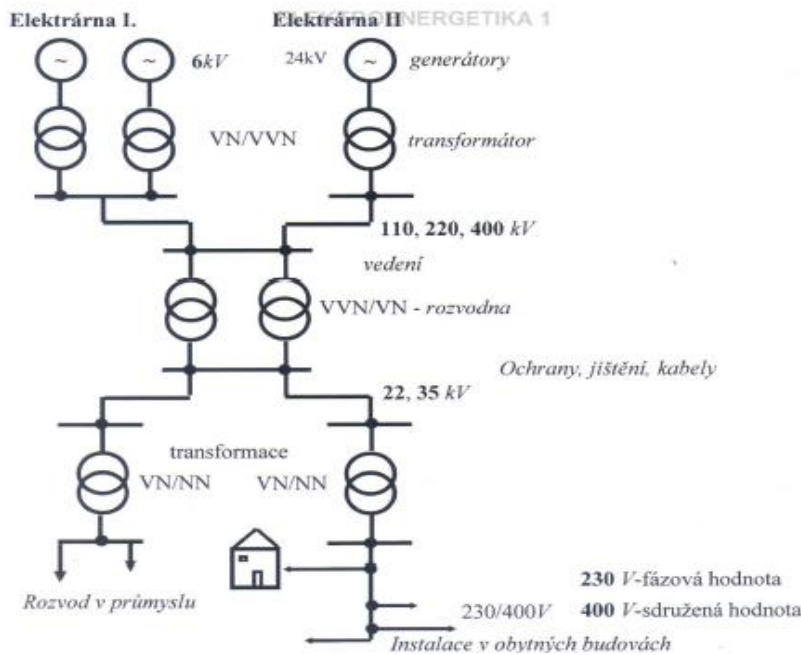 ELEKTROENERGETIKA 1
Elektrárna I.
Elektrárna II
~
~
6kV
24kV
~
generátory
VN/VVN
transformátor
110, 220, 400 kV
vedení
VVN/VN - rozvodna
Ochrany, jištění, kabely
22, 35 kV
transformace
VN/NN
VN/NN
230 V-fázová hodnota
Rozvod v průmyslu
230/400V
400 V-sdružená hodnota
Instalace v obytných budovách